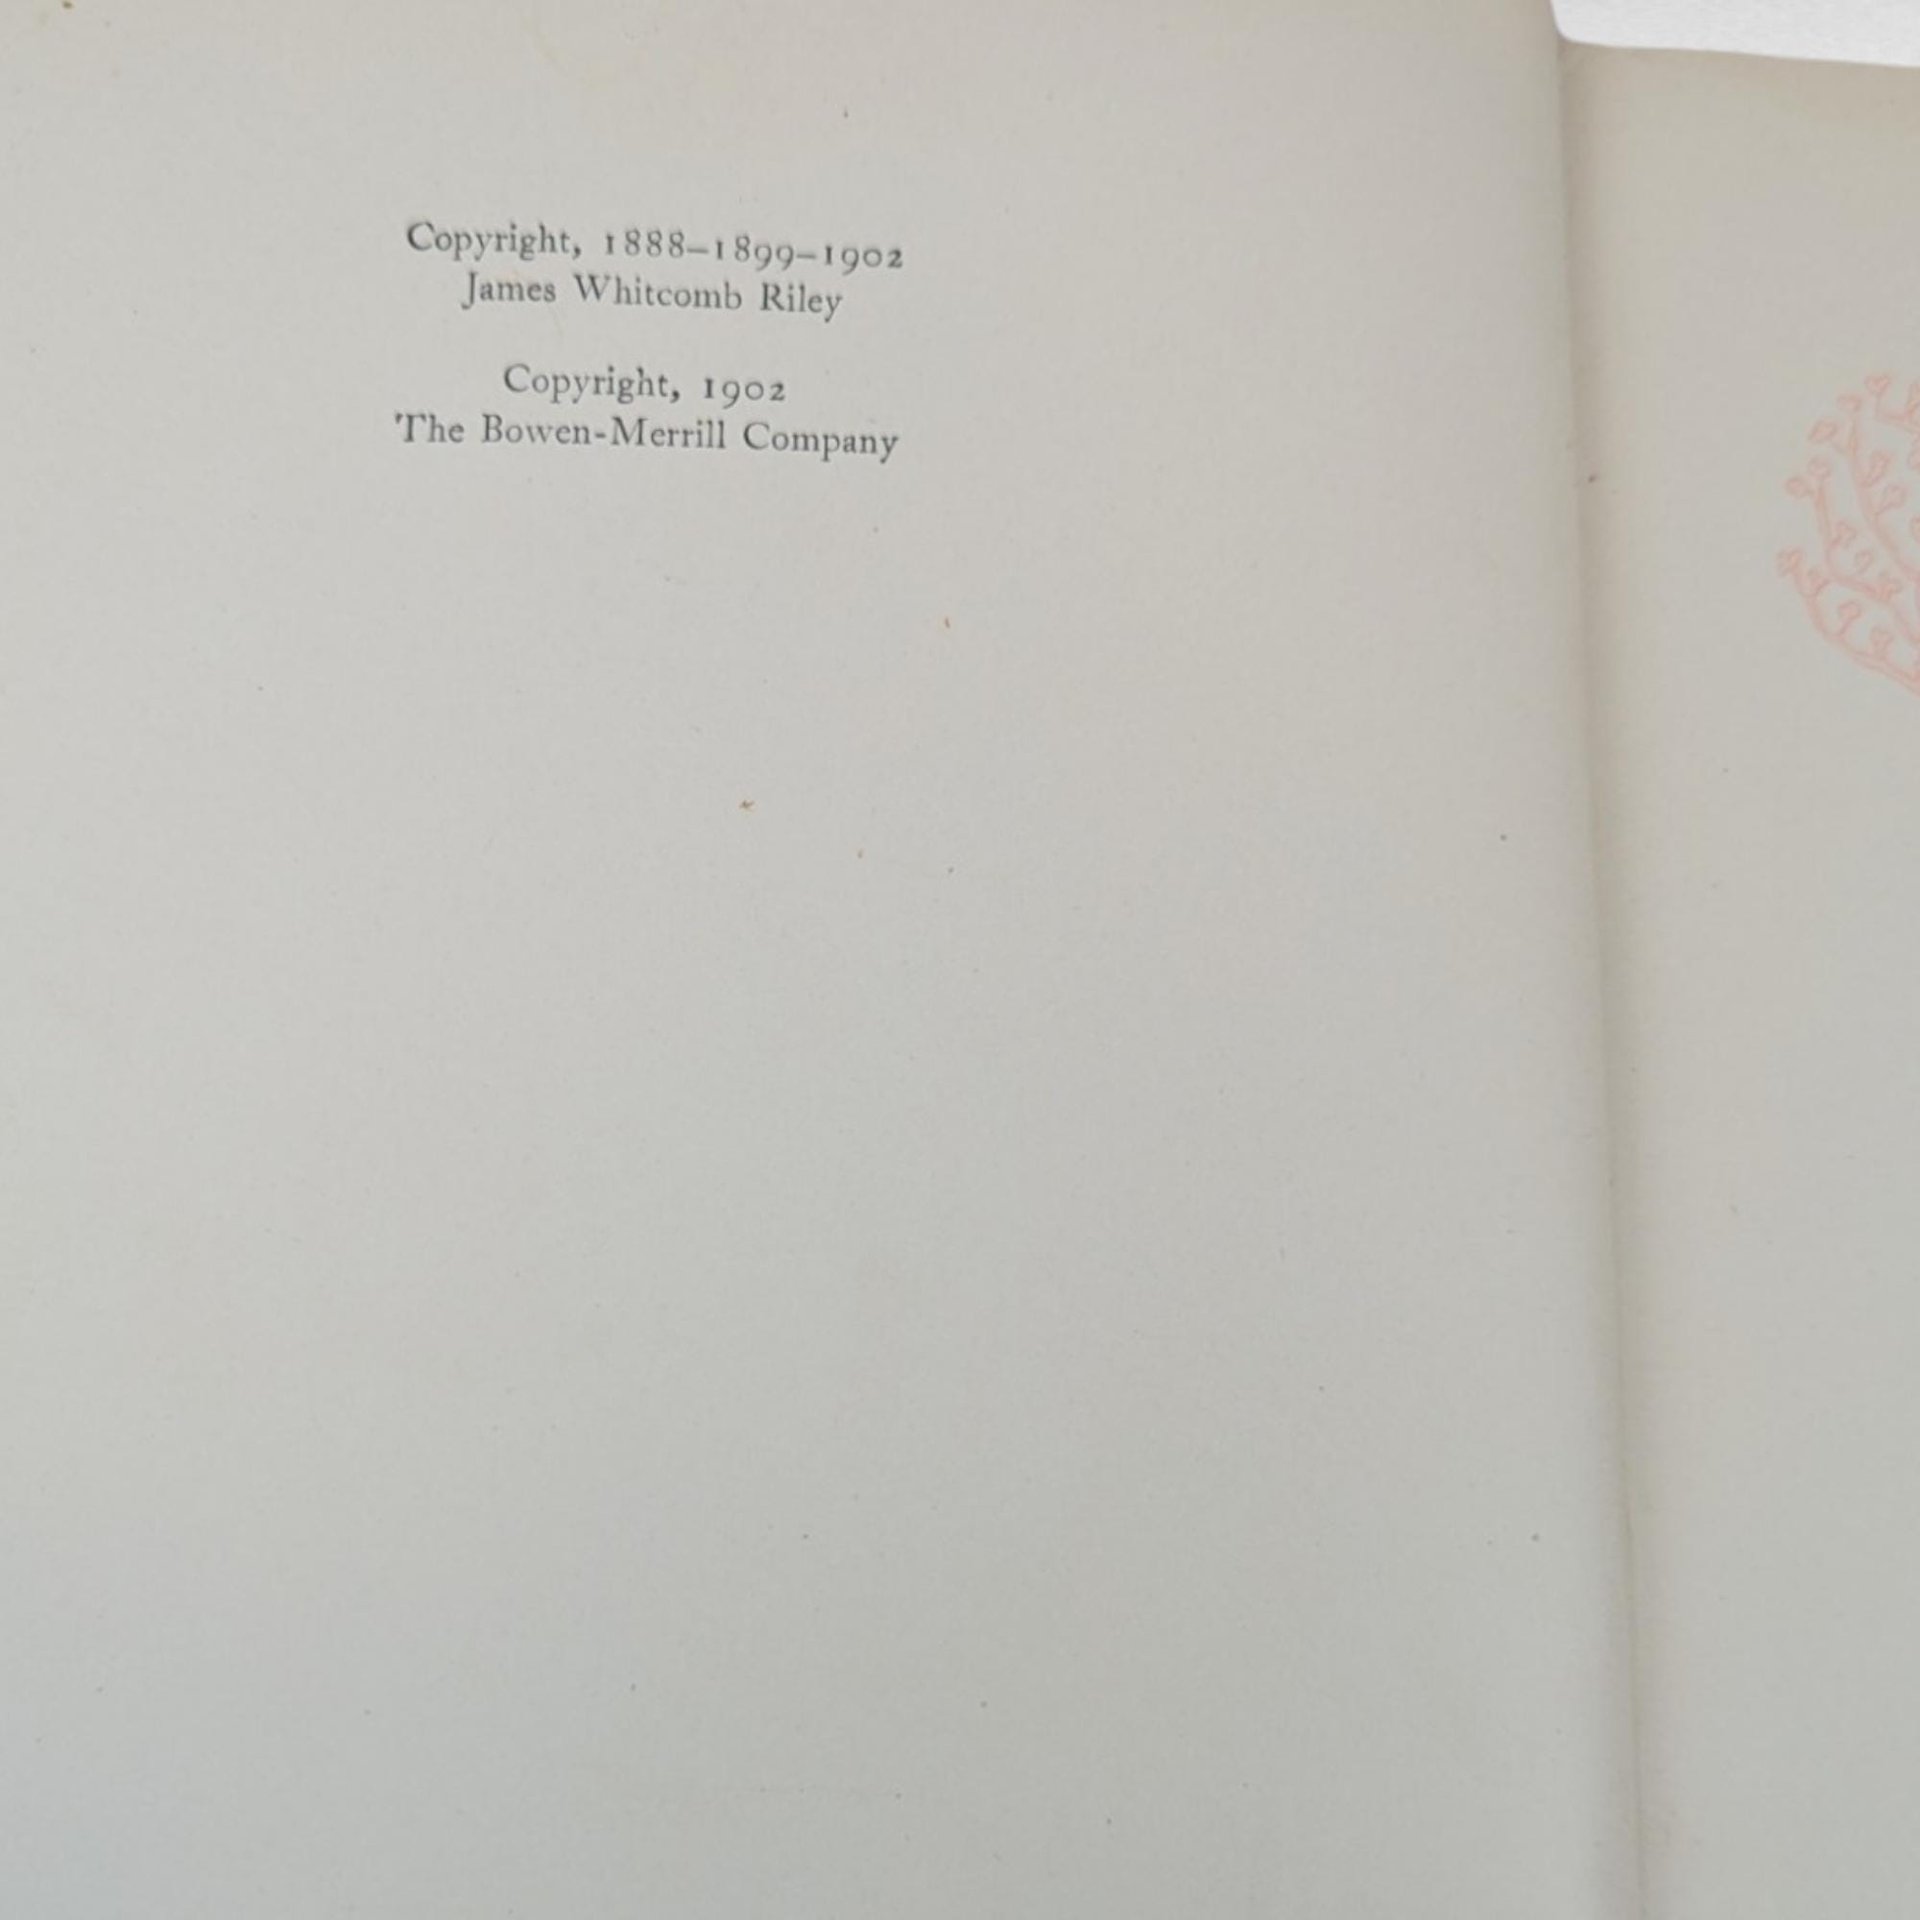 Copyright, 1888–1899–1902
James Whitcomb Riley
Copyright, 1902
The Bowen-Merrill Company